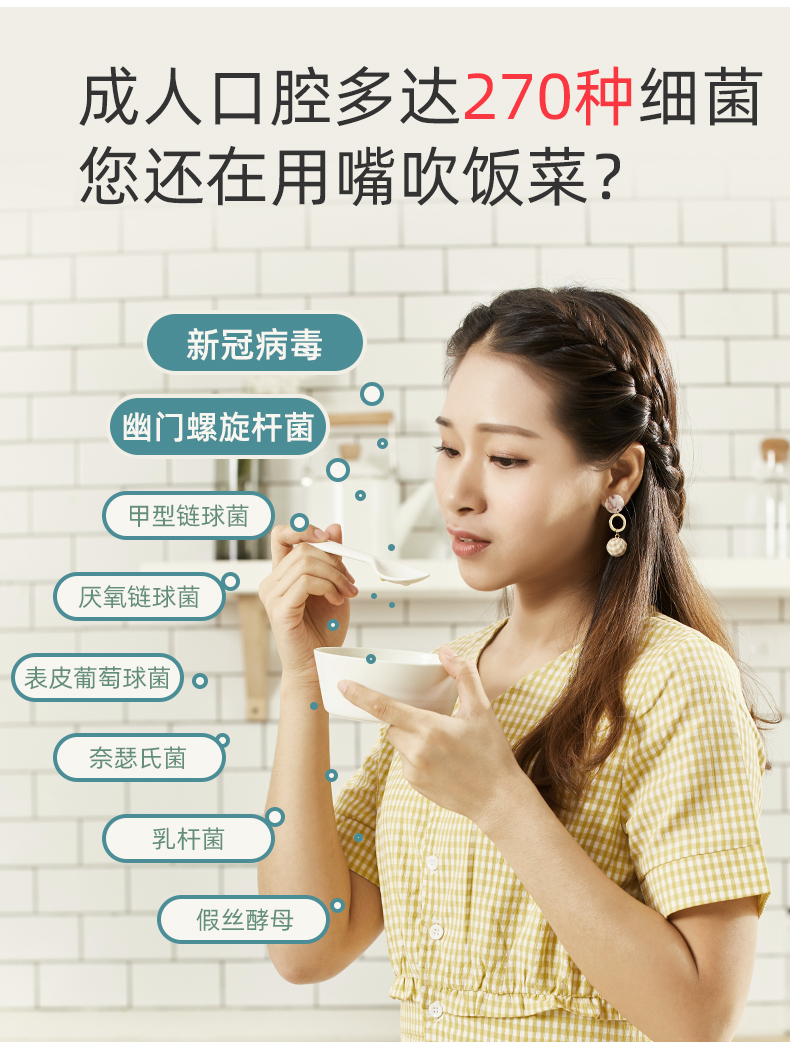 成人口腔多达270种细菌
您还在用嘴吹饭菜?
新冠病毒
幽门螺旋杆菌
甲型链球菌
厌氧链球菌
表皮葡萄球菌
奈瑟氏菌
乳杆菌
假丝酵母